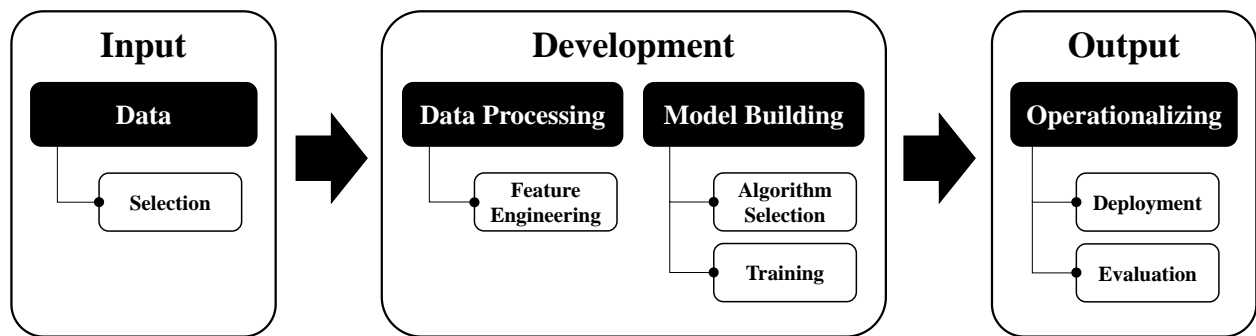 Input
Data
Selection
Development
Data Processing
Feature
Engineering
Model Building
Algorithm
Selection
Training
Output
Operationalizing
Deployment
Evaluation